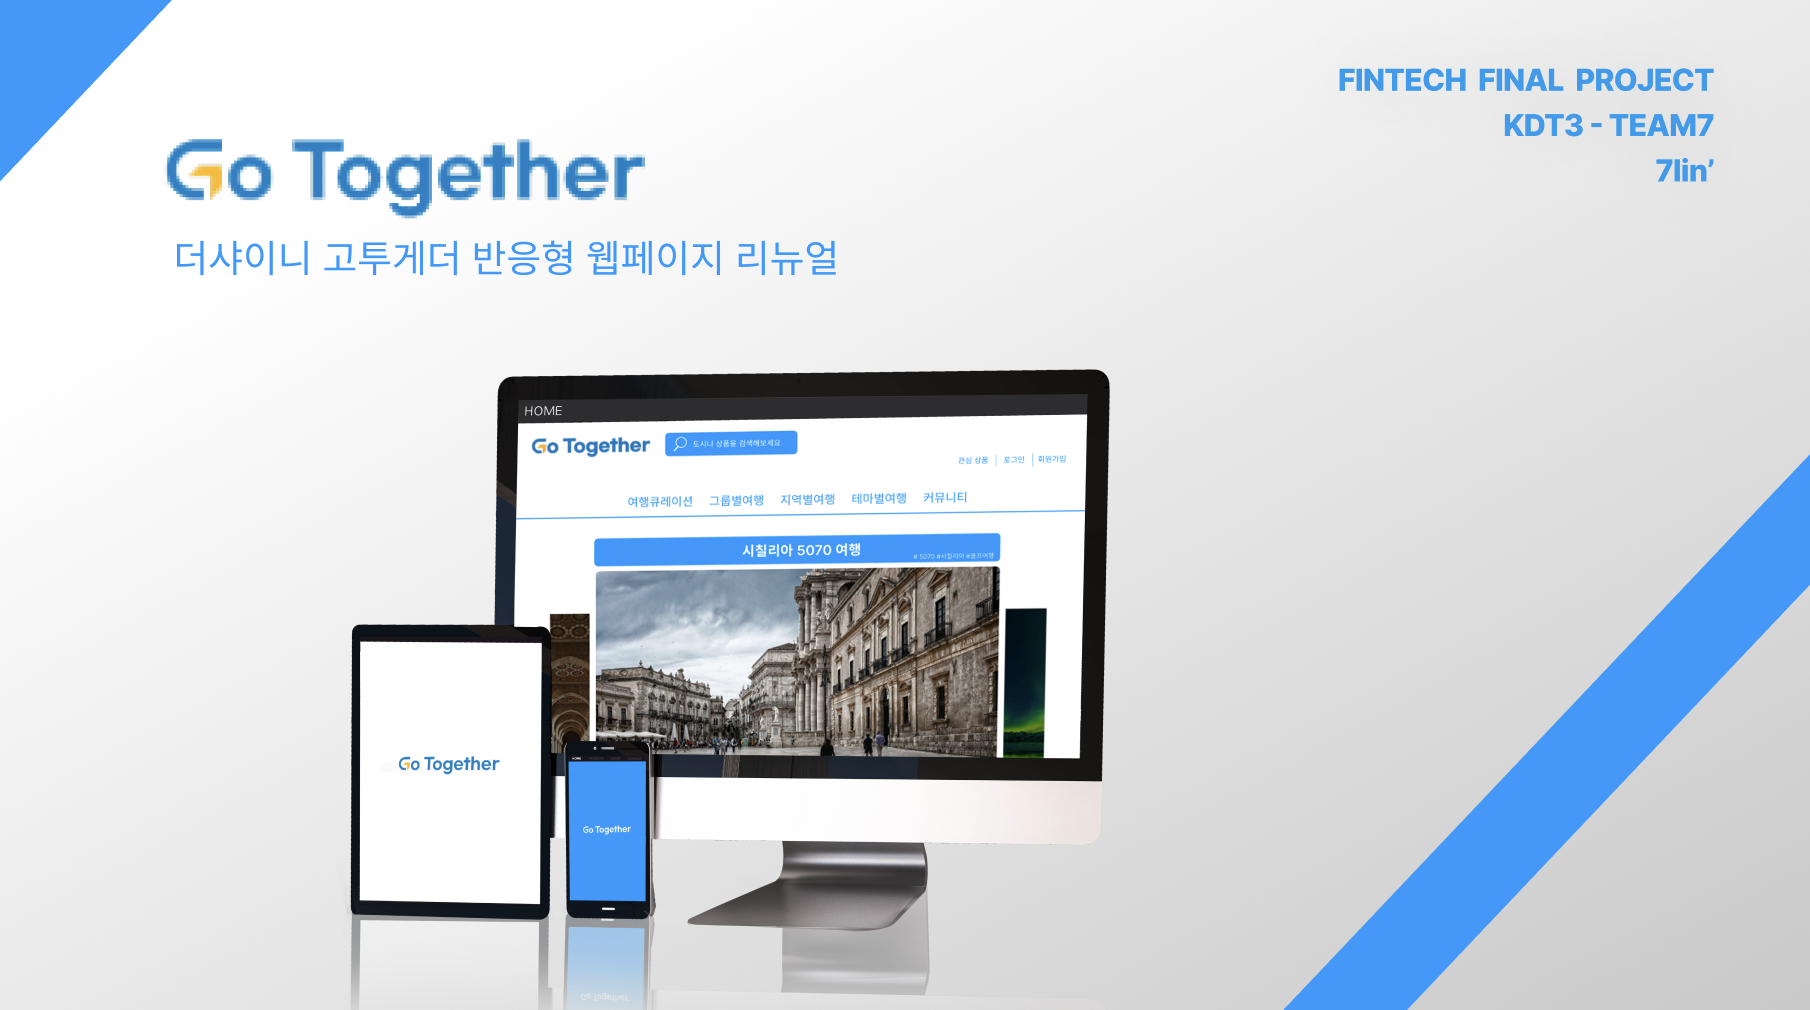 FINTECH FINAL PROJECT
KDT3 - TEAM7
7lin’
Go Together
더샤이니 고투게더 반응형 웹페이지 리뉴얼
HOME
Go Together
도시나 상품을 검색해보세요
관심 상품
로그인
회원가입
여행큐레이션 그룹별여행 지역별여행 테마별여행 커뮤니티
시칠리아 5070 여행
# 5070 #시칠리아 #골프여행
Go Together
HOME
Go Together